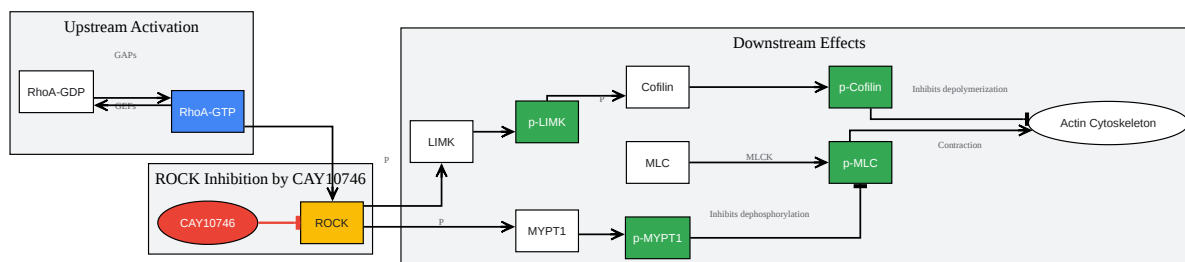 Upstream Activation
GAPs
RhoA-GDP
GEFs
RhoA-GTP
ROCK Inhibition by CAY10746
CAY10746
ROCK
Downstream Effects
P
LIMK
p-LIMK
P
Cofilin
p-Cofilin
Inhibits depolymerization
Actin Cytoskeleton
MLC
MLCK
p-MLC
Contraction
P
MYPT1
p-MYPT1
Inhibits dephosphorylation